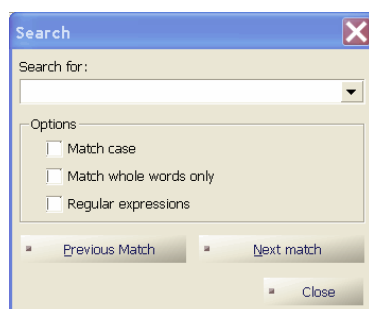 Search
Search for:
Options
Match case
Match whole words only
Regular expressions
Previous Match
Next match
Close